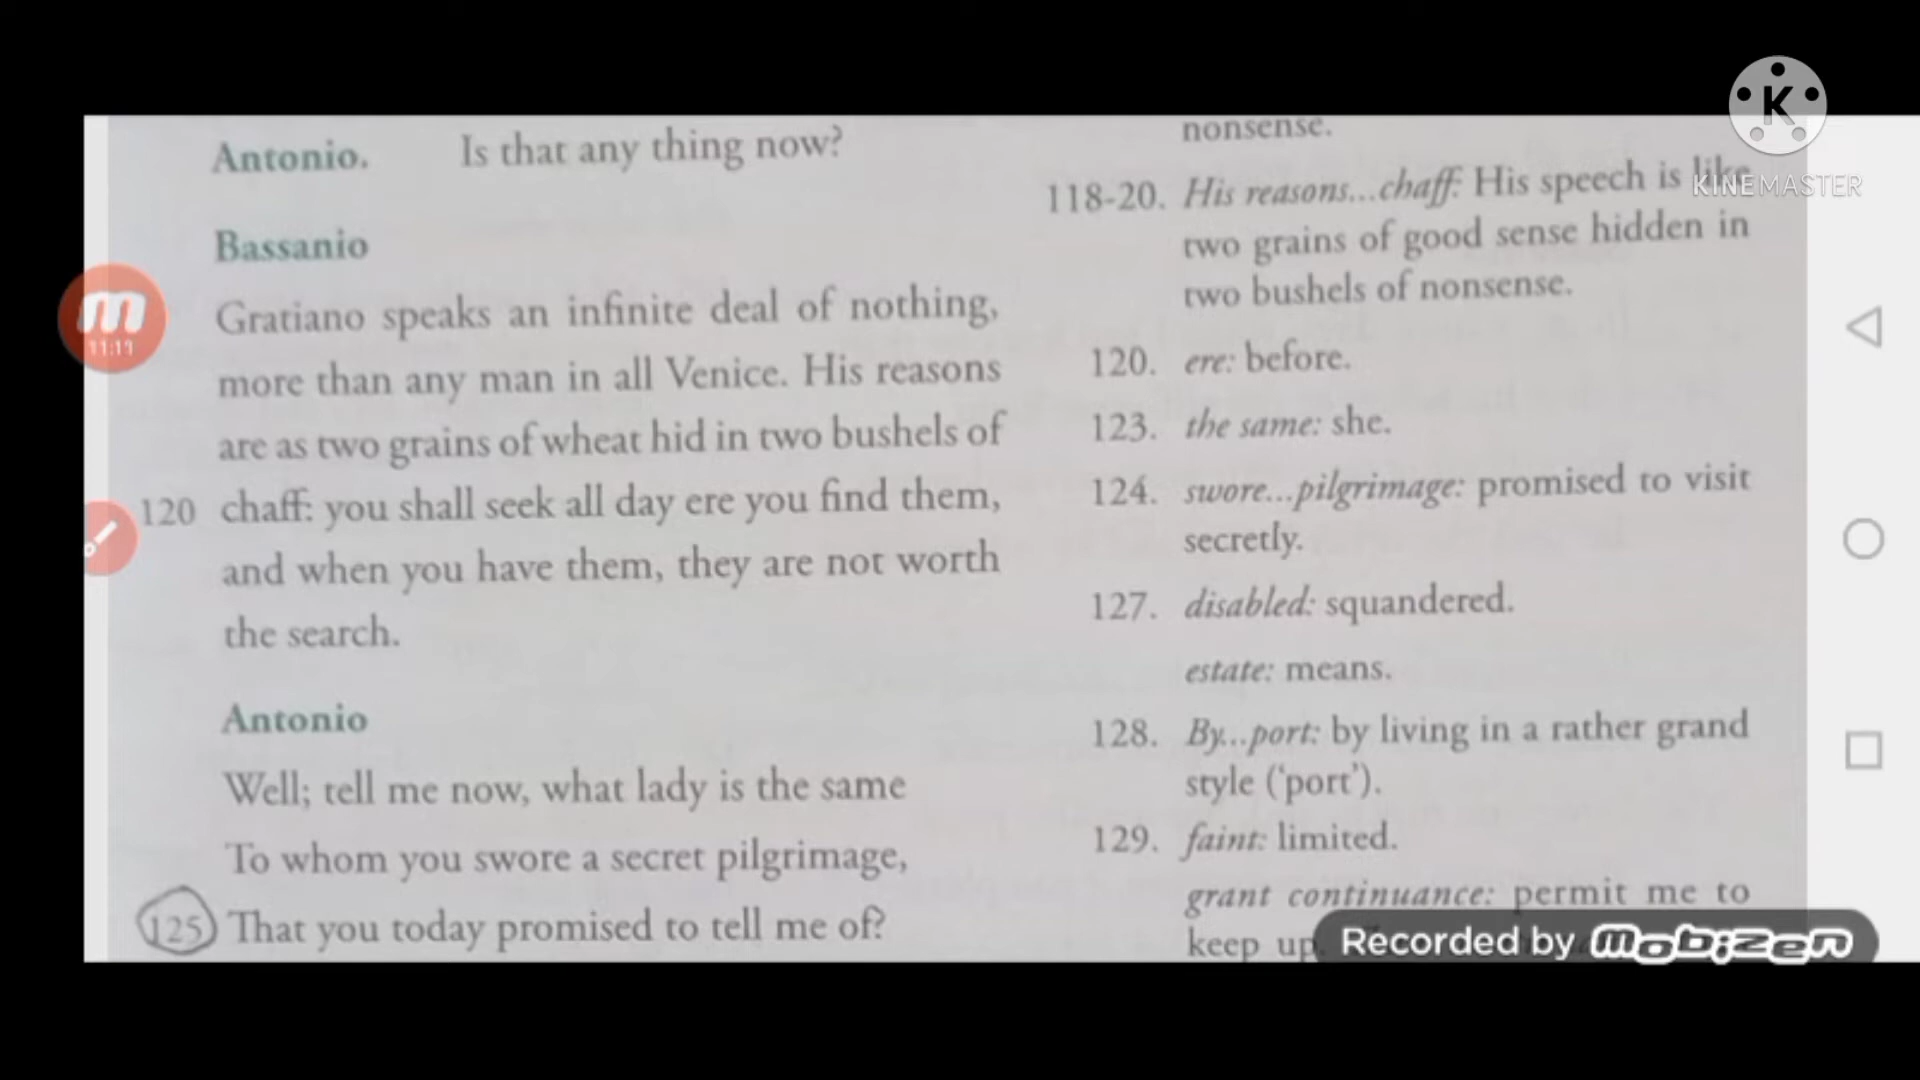 Antonio. Is that any thing now?
Bassanio
Gratiano speaks an infinite deal of nothing,
more than any man in all Venice. His reasons
are as two grains of wheat hid in two bushels of
120 chaff: you shall seek all day ere you find them,
and when you have them, they are not worth
the search.
Antonio
Well; tell me now, what lady is the same
To whom you swore a secret pilgrimage,
125 That you today promised to tell me of?
nonsense.
118-20. His reasons...chaff: His speech is like
two grains of good sense hidden in
two bushels of nonsense.
120. ere: before.
123. the same: she.
124. swore...pilgrimage: promised to visit
secretly.
127. disabled: squandered.
estate: means.
128. By...port: by living in a rather grand
style (‘port’).
129. faint: limited.
grant continuance: permit me to
keep up.
K
KINEMASTER
m
11:11
Recorded by mobizen